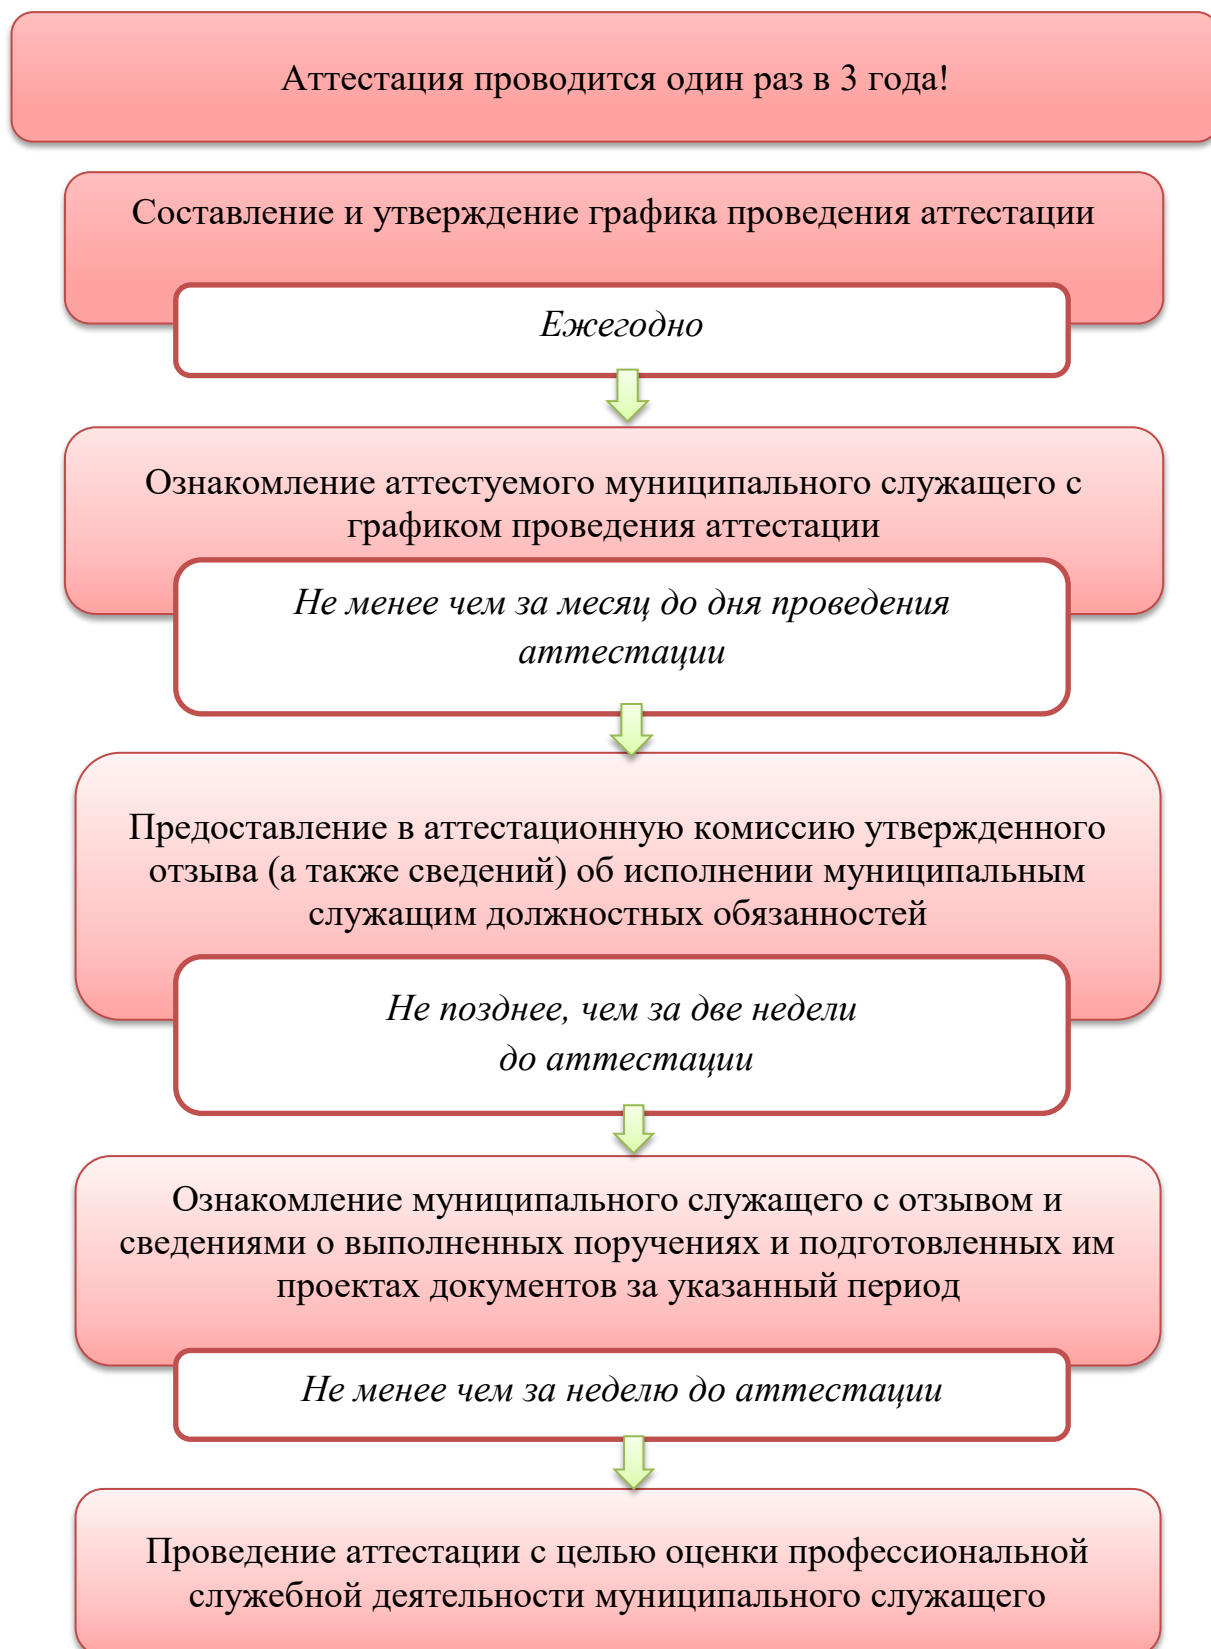 Аттестация проводится один раз в 3 года!
Составление и утверждение графика проведения аттестации
Ежегодно
Ознакомление аттестуемого муниципального служащего с
графиком проведения аттестации
Не менее чем за месяц до дня проведения
аттестации
Предоставление в аттестационную комиссию утвержденного
отзыва (а также сведений) об исполнении муниципальным
служащим должностных обязанностей
Не позднее, чем за две недели
до аттестации
Ознакомление муниципального служащего с отзывом и
сведениями о выполненных поручениях и подготовленных им
проектах документов за указанный период
Не менее чем за неделю до аттестации
Проведение аттестации с целью оценки профессиональной
служебной деятельности муниципального служащего